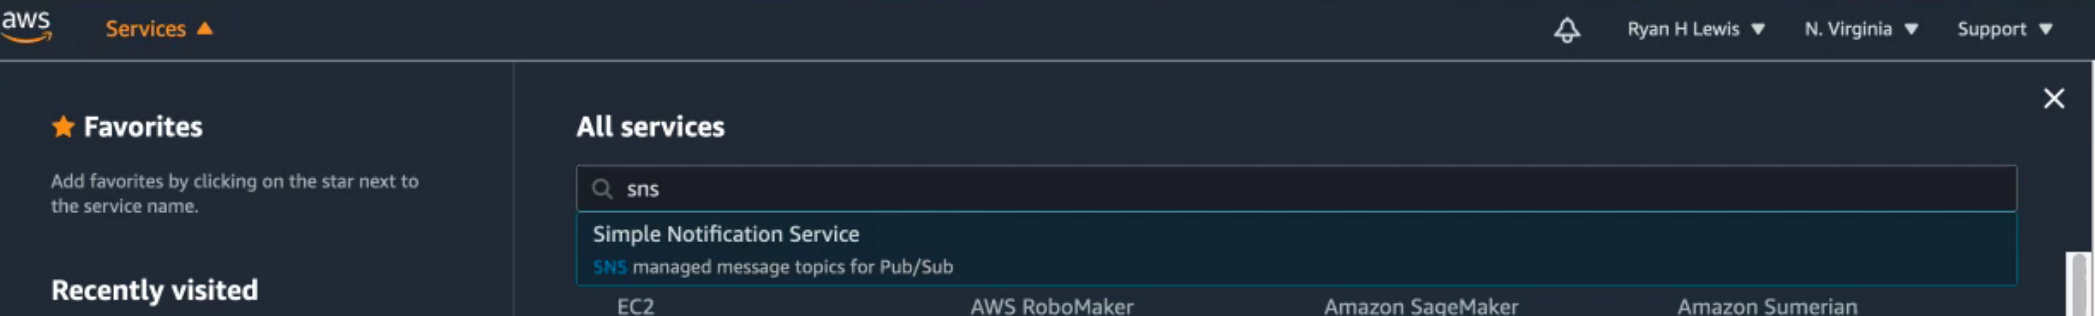 aws
Services
Ryan H Lewis
N. Virginia
Support
Favorites
Add favorites by clicking on the star next to
the service name.
Recently visited
All services
sns
Simple Notification Service
SNS managed message topics for Pub/Sub
EC2
AWS RoboMaker
Amazon SageMaker
Amazon Sumerian